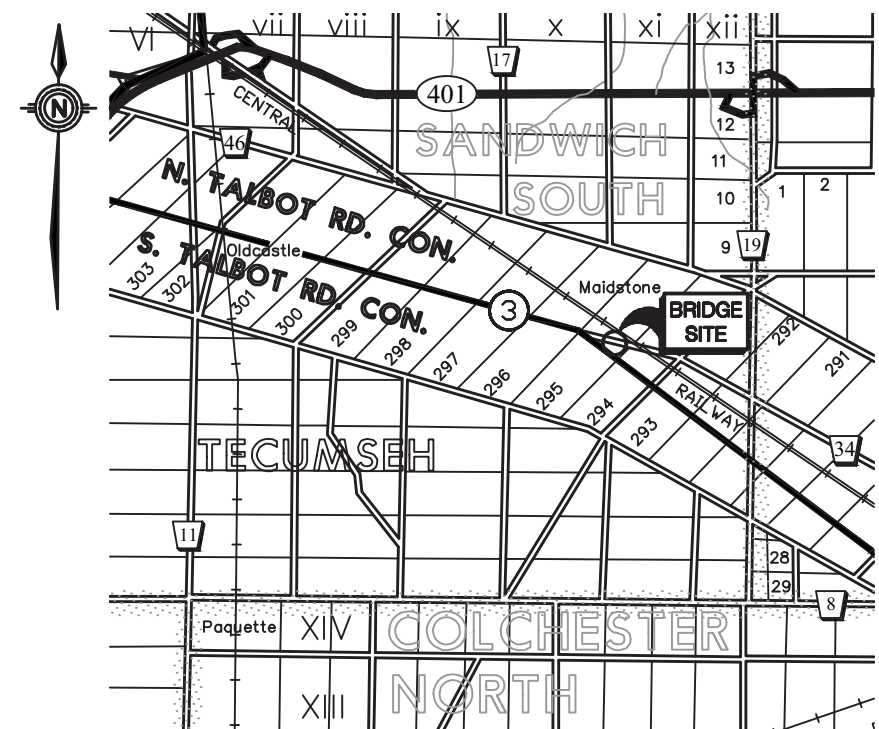 VI
vii
viii
ix
x
xi
xii
17
13
401
CENTRAL
12
SANDWICH
46
11
N
N. TALBOT RD. CON.
SOUTH
10
1
2
S. TALBOT RD. CON.
Oldcastle
9
19
303
302
301
300
299
298
297
296
295
294
293
292
291
Maidstone
3
BRIDGE
SITE
RAILWAY
34
TECUMSEH
11
28
29
8
Paquette
XIV
COLCHESTER
NORTH
XIII